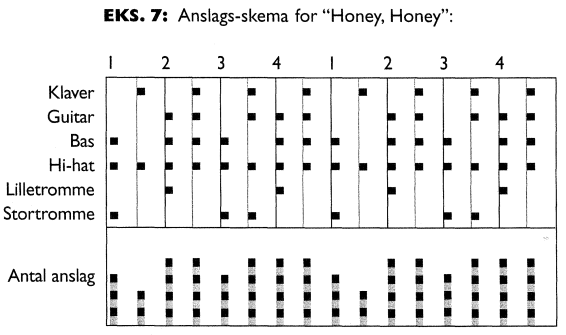 EKS. 7: Anslags-skema for “Honey, Honey”:
1 2 3 4 1 2 3 4
Klaver
Guitar
Bas
Hi-hat
Lilletromme
Stortromme
Antal anslag